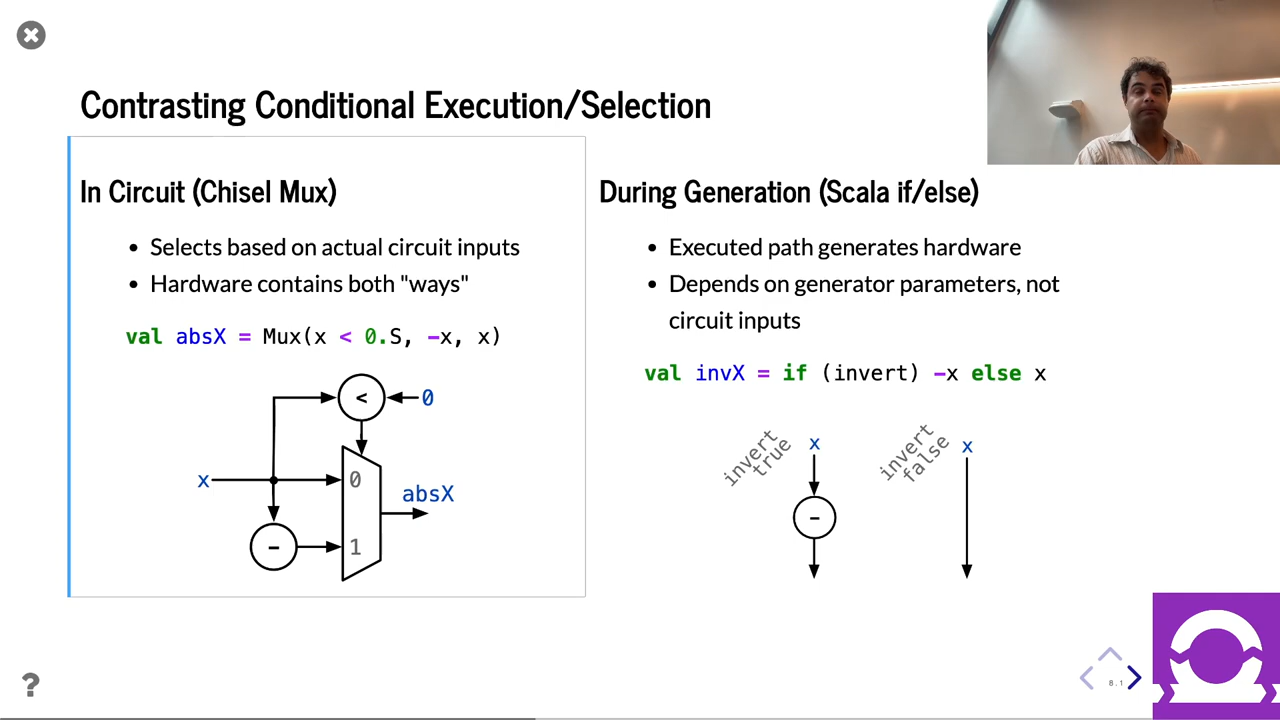 Contrasting Conditional Execution/Selection
In Circuit (Chisel Mux)
• Selects based on actual circuit inputs
• Hardware contains both "ways"
val absX = Mux(x < 0.S, -x, x)
<
0
x
0
absX
-
1
During Generation (Scala if/else)
• Executed path generates hardware
• Depends on generator parameters, not
circuit inputs
val invX = if (invert) -x else x
invert
true
x
-
invert
false
x
?
8.1